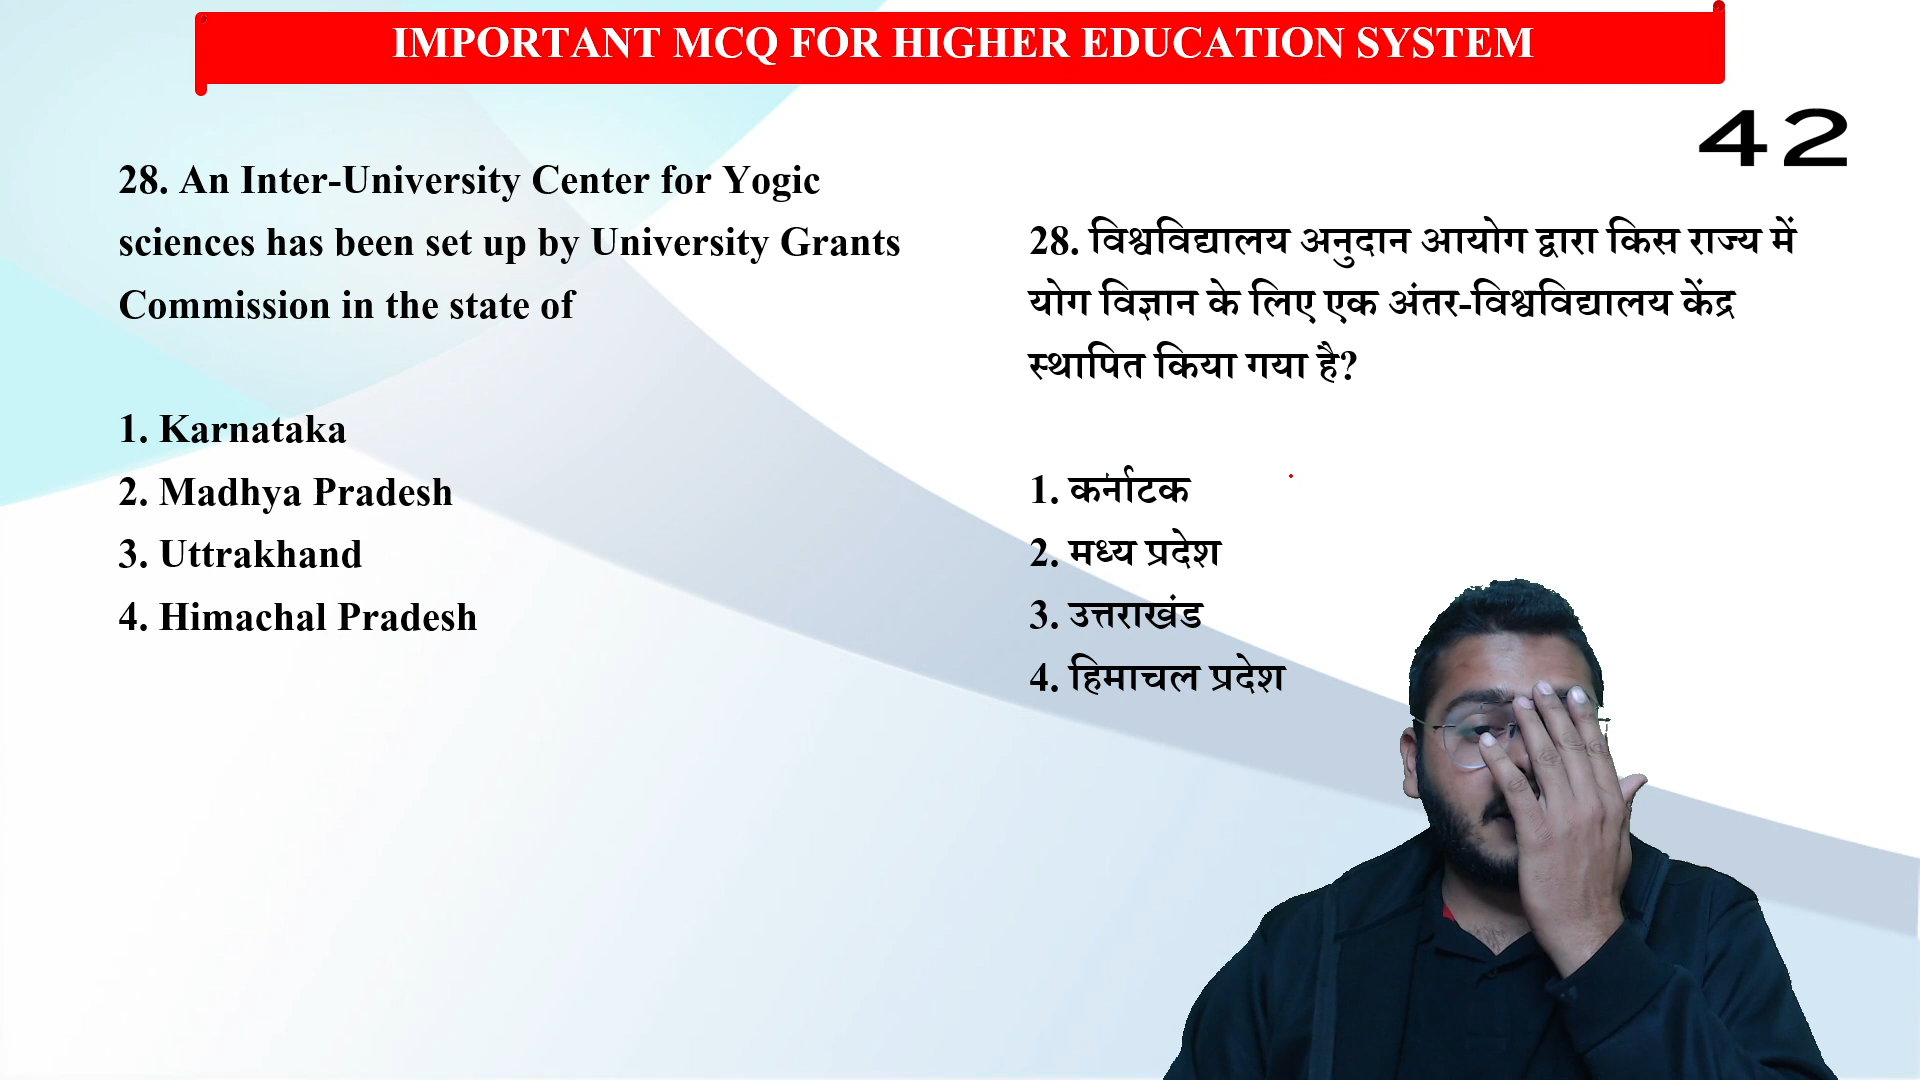 IMPORTANT MCQ FOR HIGHER EDUCATION SYSTEM
42
28. An Inter-University Center for Yogic
sciences has been set up by University Grants
Commission in the state of
1. Karnataka
2. Madhya Pradesh
3. Uttrakhand
4. Himachal Pradesh
28. विश्वविद्यालय अनुदान आयोग द्वारा किस राज्य में
योग विज्ञान के लिए एक अंतर-विश्वविद्यालय केंद्र
स्थापित किया गया है?
1. कर्नाटक
2. मध्य प्रदेश
3. उत्तराखंड
4. हिमाचल प्रदेश